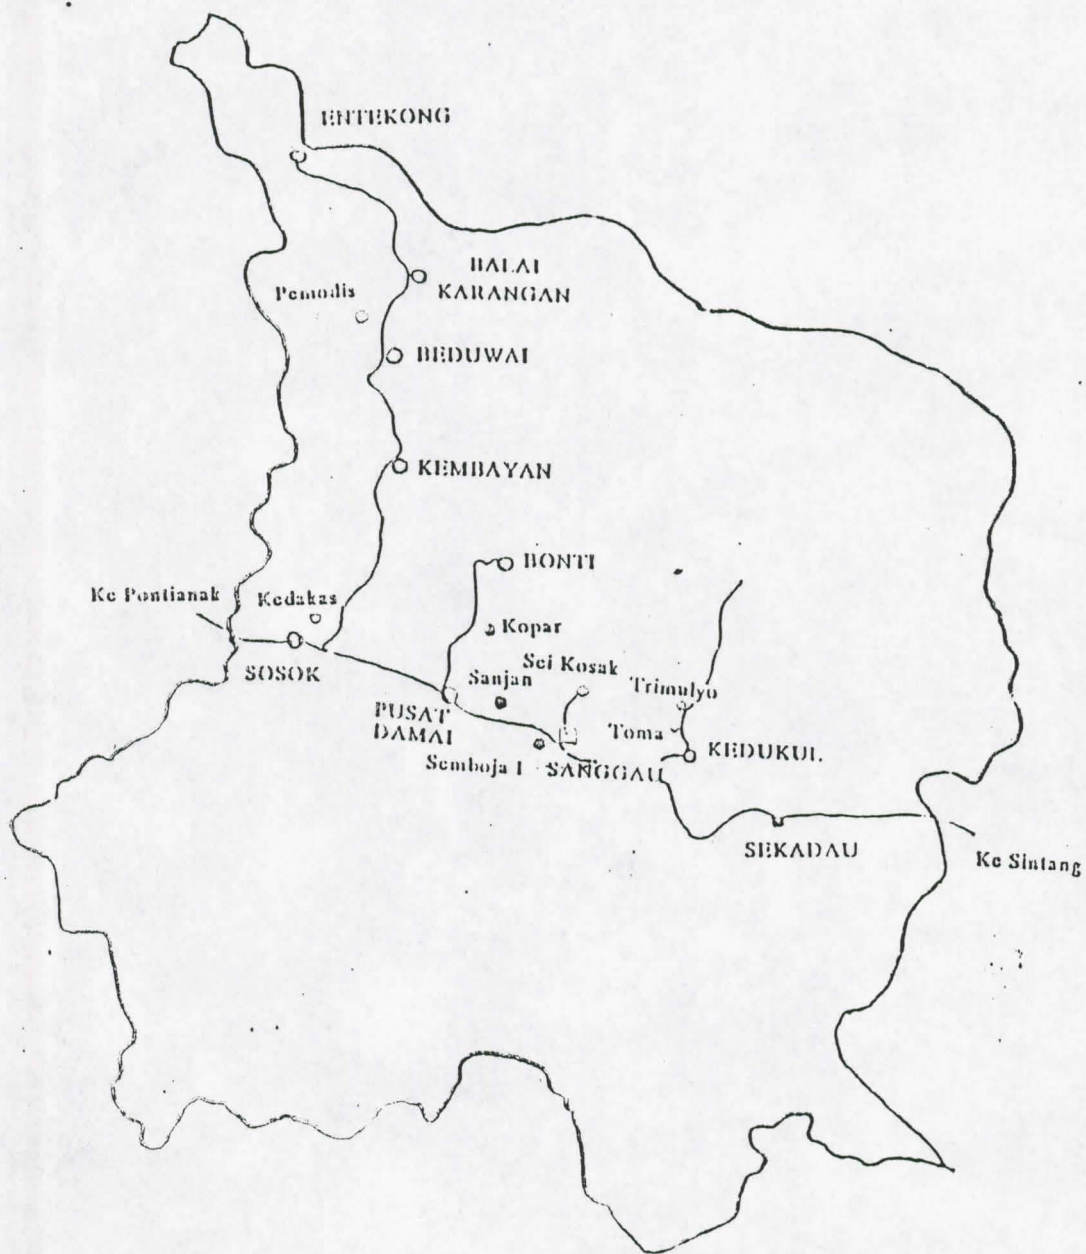 ENTEKONG
BALAI
KARANGAN
Pemodis
BEDUWAI
KEMBAYAN
BONTI
Ke Pontianak
Kedakas
Kopar
Sei Kosak
SOSOK
Sanjan
Trimulyo
PUSAT
DAMAI
Toma
KEDUKUL.
Semboja I
SANGGAU
SEKADAU
Ke Sintang